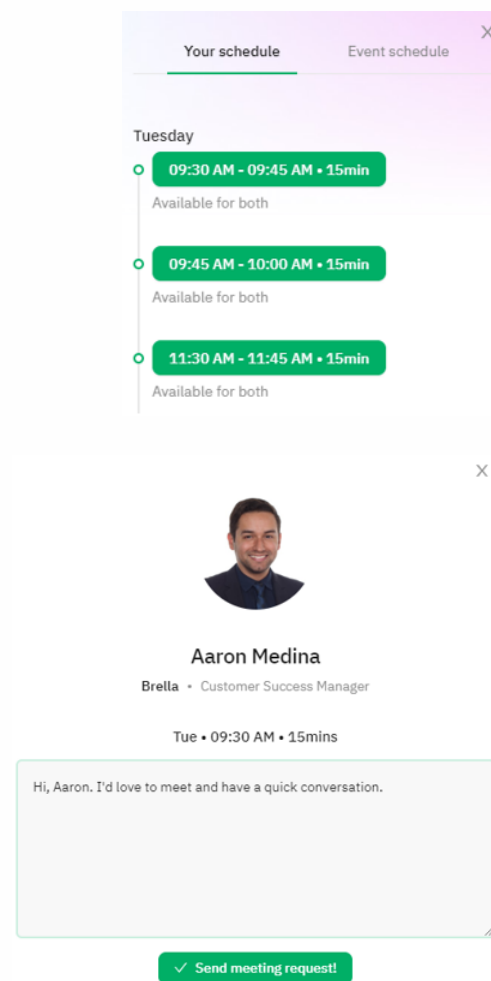 X
Your schedule Event schedule
Tuesday
09:30 AM - 09:45 AM • 15min
Available for both
09:45 AM - 10:00 AM • 15min
Available for both
11:30 AM - 11:45 AM • 15min
Available for both
X
Aaron Medina
Brella • Customer Success Manager
Tue • 09:30 AM • 15mins
Hi, Aaron. I'd love to meet and have a quick conversation.
✓ Send meeting request!